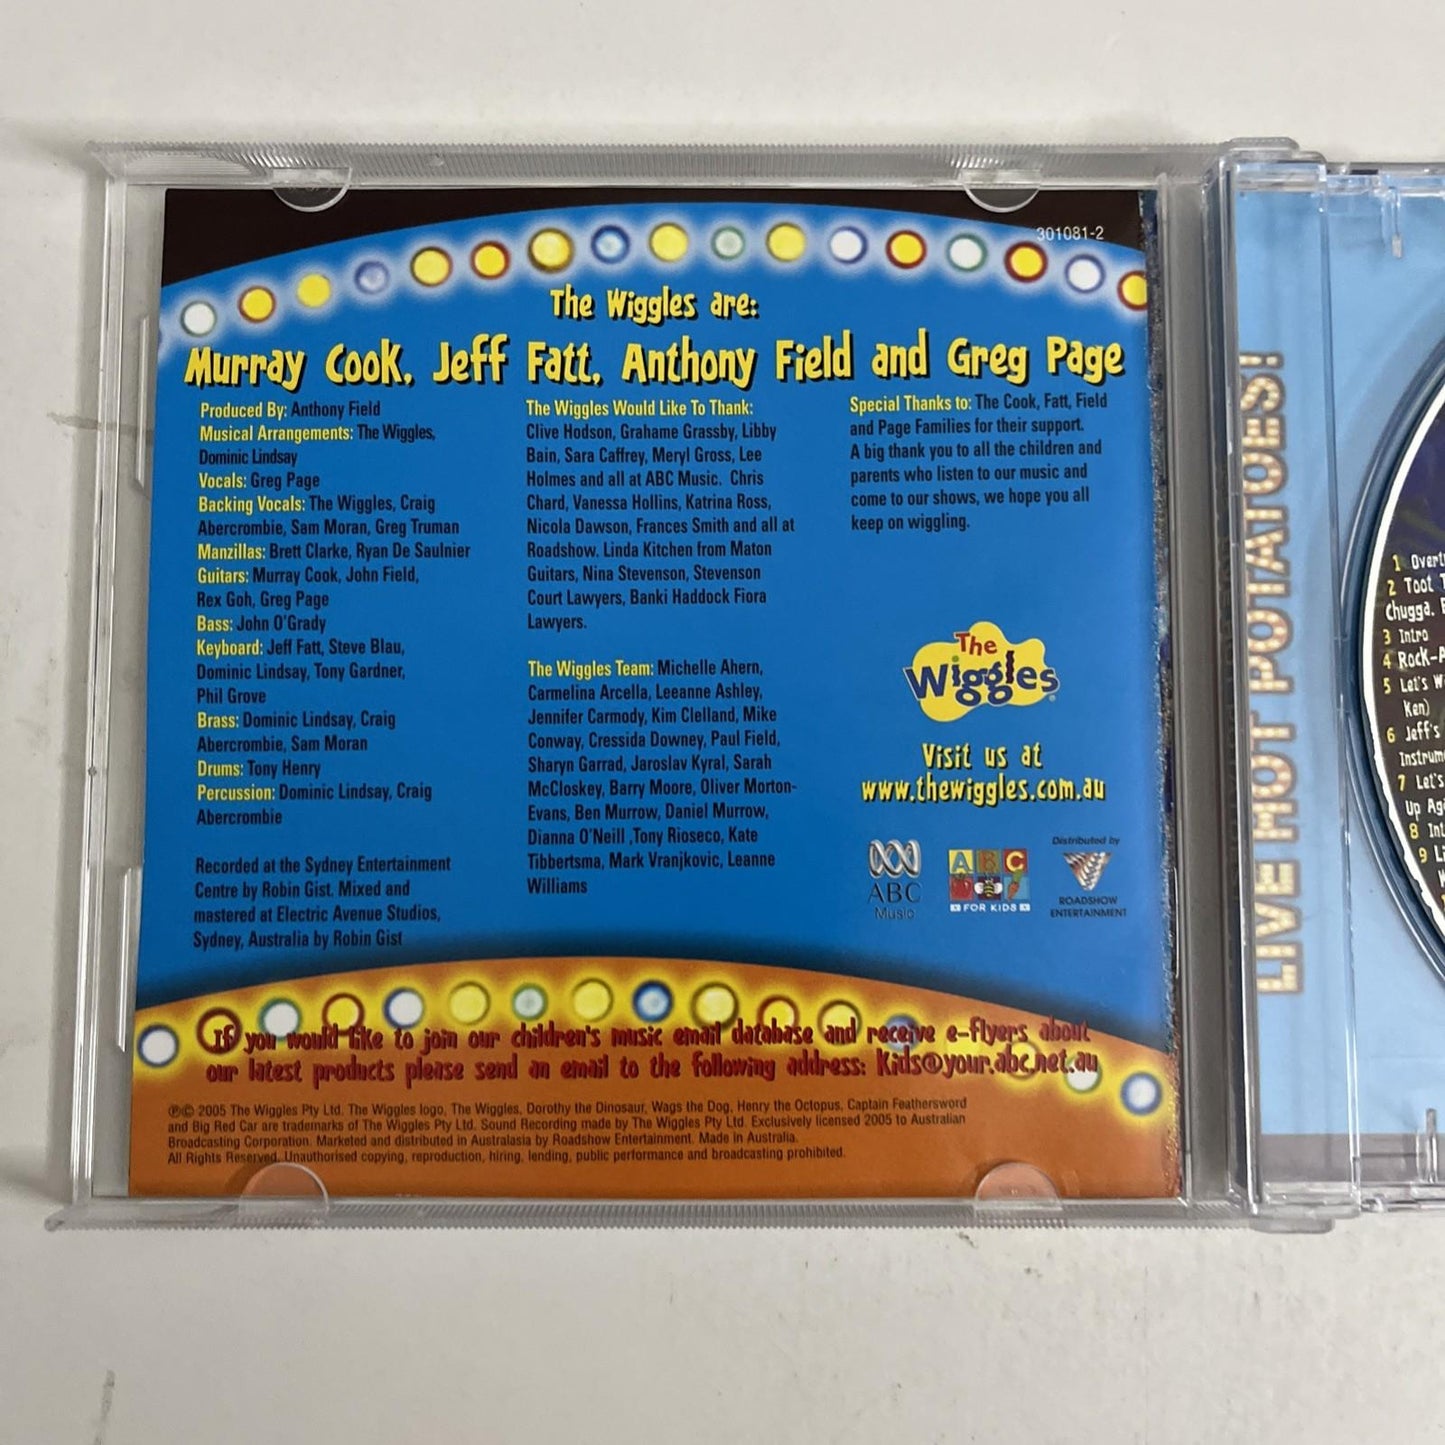 301081-2
The Wiggles are:
Murray Cook, Jeff Fatt, Anthony Field and Greg Page
Produced By: Anthony Field
Musical Arrangements: The Wiggles,
Dominic Lindsay
Vocals: Greg Page
Backing Vocals: The Wiggles, Craig
Abercrombie, Sam Moran, Greg Truman
Manzillas: Brett Clarke, Ryan De Saulnier
Guitars: Murray Cook, John Field,
Rex Goh, Greg Page
Bass: John O'Grady
Keyboard: Jeff Fatt, Steve Blau,
Dominic Lindsay, Tony Gardner,
Phil Grove
Brass: Dominic Lindsay, Craig
Abercrombie, Sam Moran
Drums: Tony Henry
Percussion: Dominic Lindsay, Craig
Abercrombie
Recorded at the Sydney Entertainment
Centre by Robin Gist. Mixed and
mastered at Electric Avenue Studios,
Sydney, Australia by Robin Gist
The Wiggles Would Like To Thank:
Clive Hodson, Grahame Grassby, Libby
Bain, Sara Caffrey, Meryl Gross, Lee
Holmes and all at ABC Music. Chris
Chard, Vanessa Hollins, Katrina Ross,
Nicola Dawson, Frances Smith and all at
Roadshow. Linda Kitchen from Maton
Guitars, Nina Stevenson, Stevenson
Court Lawyers, Banki Haddock Fiora
Lawyers.
The Wiggles Team: Michelle Ahern,
Carmelina Arcella, Leeanne Ashley,
Jennifer Carmody, Kim Clelland, Mike
Conway, Cressida Downey, Paul Field,
Sharyn Garrad, Jaroslav Kyral, Sarah
McCloskey, Barry Moore, Oliver Morton-
Evans, Ben Murrow, Daniel Murrow,
Dianna O'Neill ,Tony Rioseco, Kate
Tibbertsma, Mark Vranjkovic, Leanne
Williams
Special Thanks to: The Cook, Fatt, Field
and Page Families for their support.
A big thank you to all the children and
parents who listen to our music and
come to our shows, we hope you all
keep on wiggling.
The
Wiggles
Visit us at
www.thewiggles.com.au
ABC
Music
ABC
FOR KIDS
Distributed by
ROADSHOW
ENTERTAINMENT
If you would like to join our children's music email database and receive e-flyers about
our latest products please send an email to the following address: Kids@your.abc.net.au
℗© 2005 The Wiggles Pty Ltd. The Wiggles logo, The Wiggles, Dorothy the Dinosaur, Wags the Dog, Henry the Octopus, Captain Feathersword
and Big Red Car are trademarks of The Wiggles Pty Ltd. Sound Recording made by The Wiggles Pty Ltd. Exclusively licensed 2005 to Australian
Broadcasting Corporation. Marketed and distributed in Australasia by Roadshow Entertainment. Made in Australia.
All Rights Reserved. Unauthorised copying, reproduction, hiring, lending, public performance and broadcasting prohibited.
LIVE HOT POTATOES!
1
2 Toot
Chugga.
3 Intro
4 Rock-A
5 Let's
Ken)
6 Jeff's
7 Let's
Up
8
9